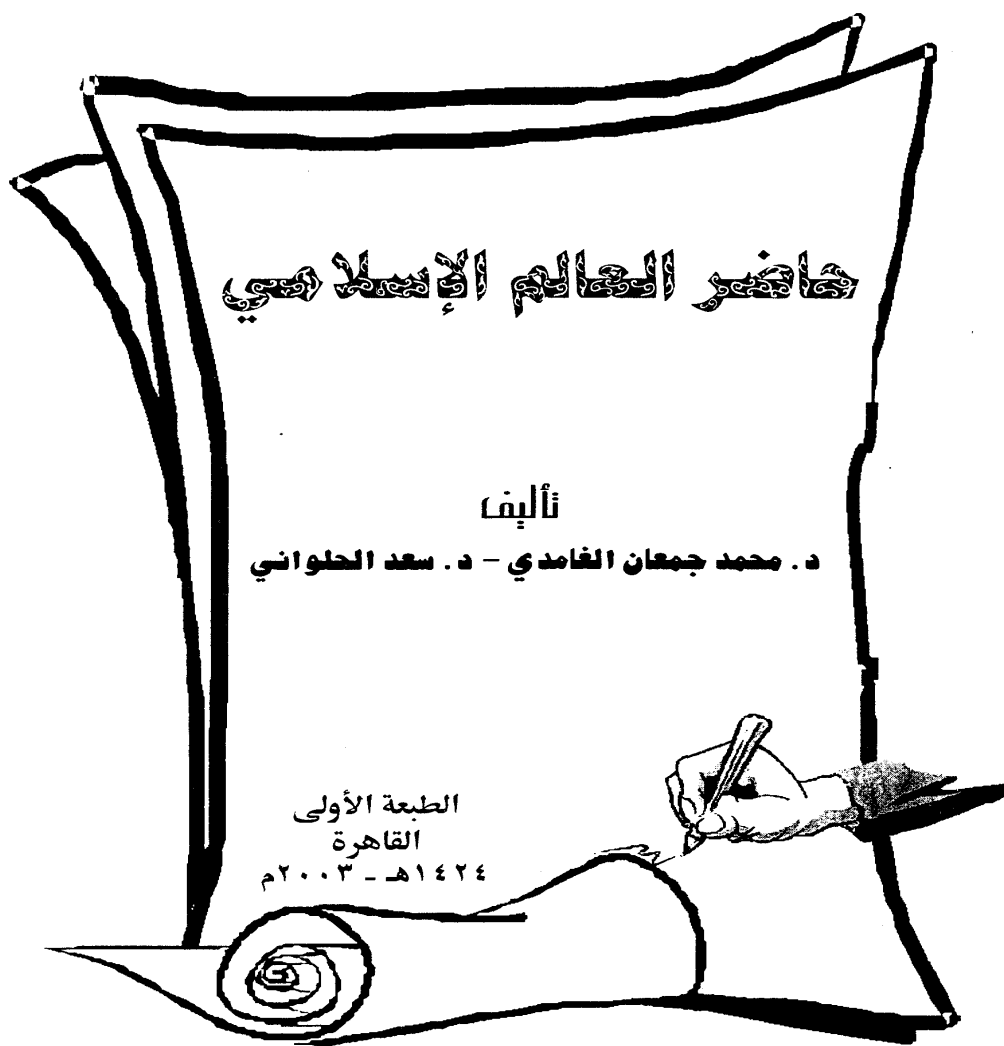 حاضر العالم الإسلامي
تأليف
د. محمد جمعان الغامدي - د. سعد الحلواني
الطبعة الأولى
القاهرة
١٤٢٤هـ - ٢٠٠٣م